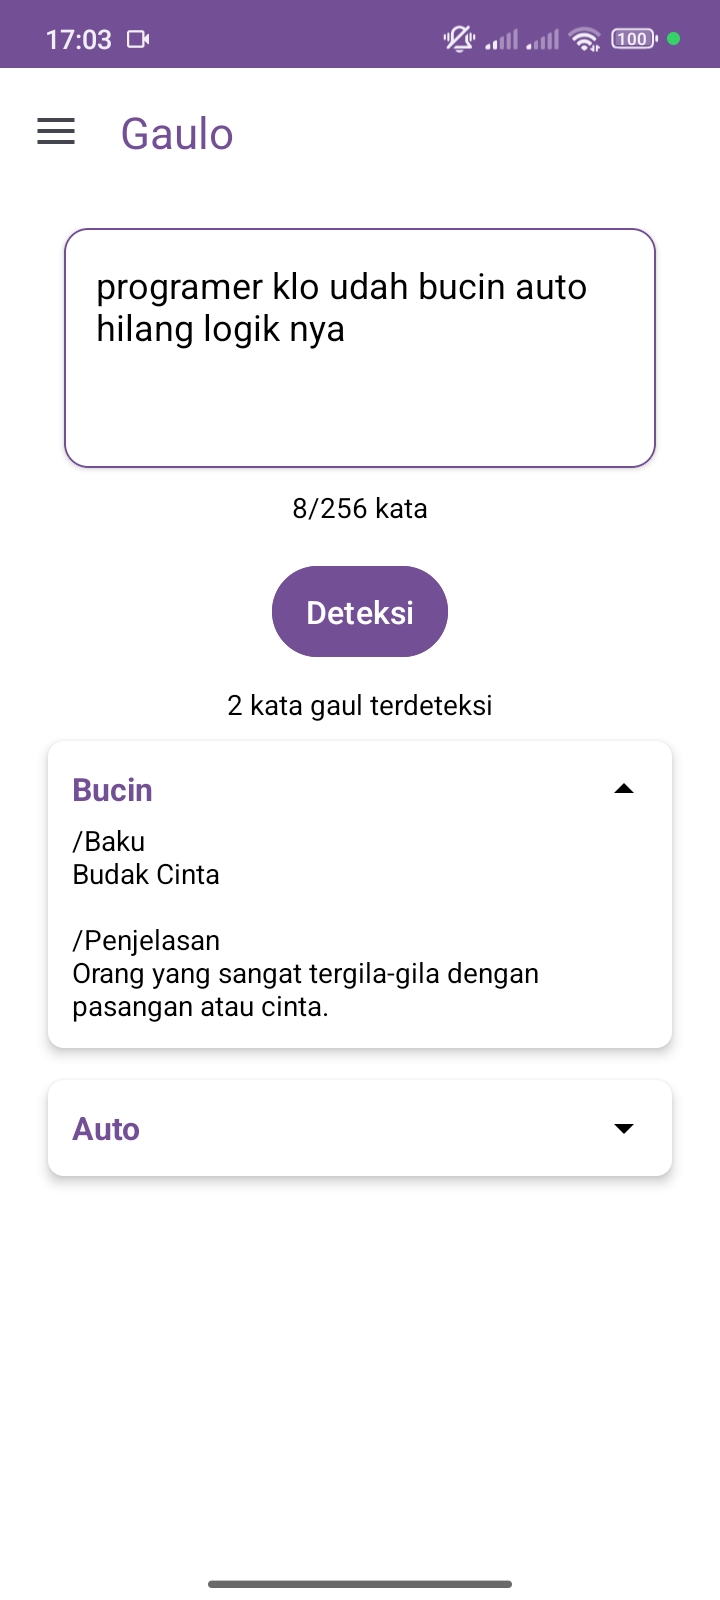 17:03
100
Gaulo
programer klo udah bucin auto
hilang logik nya
8/256 kata
Deteksi
2 kata gaul terdeteksi
Bucin
/Baku
Budak Cinta
/Penjelasan
Orang yang sangat tergila-gila dengan
pasangan atau cinta.
Auto